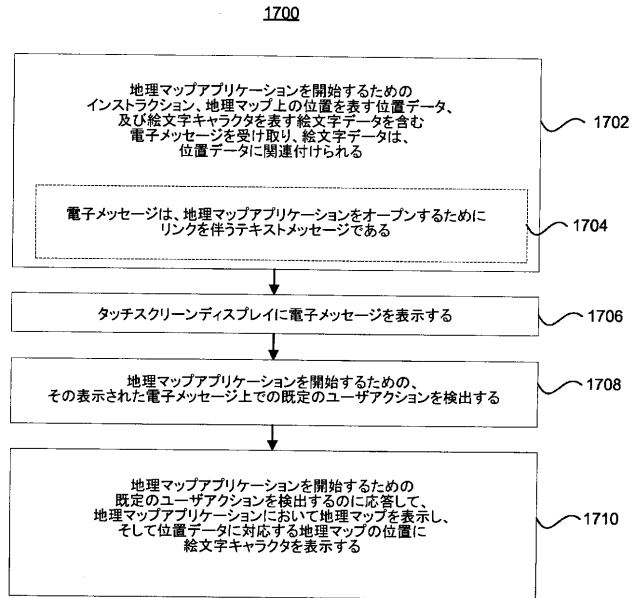 1700
地理マップアプリケーションを開始するための
インストラクション、地理マップ上の位置を表す位置データ、
及び絵文字キャラクタを表す絵文字データを含む
電子メッセージを受け取り、絵文字データは、
位置データに関連付けられる
1702
電子メッセージは、地理マップアプリケーションをオープンするために
リンクを伴うテキストメッセージである
1704
タッチスクリーンディスプレイに電子メッセージを表示する
1706
地理マップアプリケーションを開始するための、
その表示された電子メッセージ上での既定のユーザアクションを検出する
1708
地理マップアプリケーションを開始するための
既定のユーザアクションを検出するのに応答して、
地理マップアプリケーションにおいて地理マップを表示し、
そして位置データに対応する地理マップの位置に
絵文字キャラクタを表示する
1710